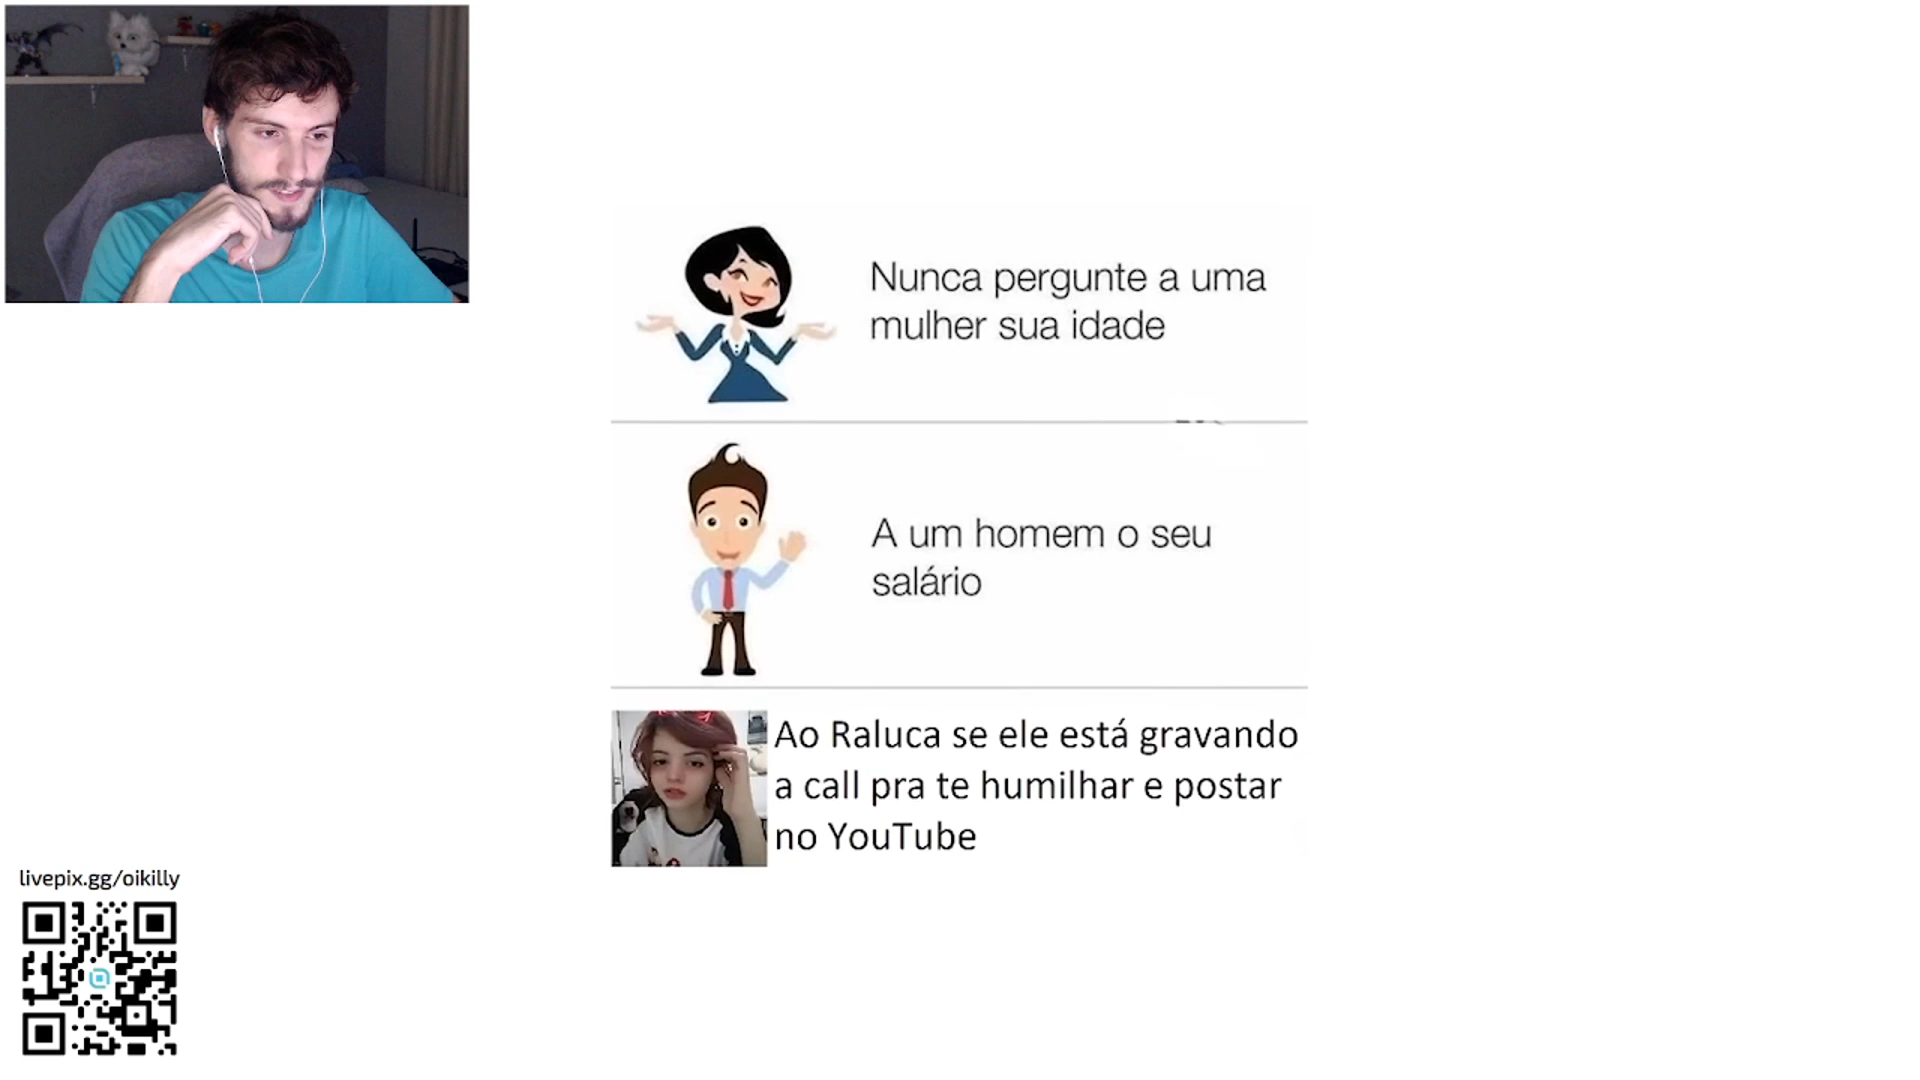 Nunca pergunte a uma
mulher sua idade
A um homem o seu
salário
Ao Raluca se ele está gravando
a call pra te humilhar e postar
no YouTube
livepix.gg/oikilly